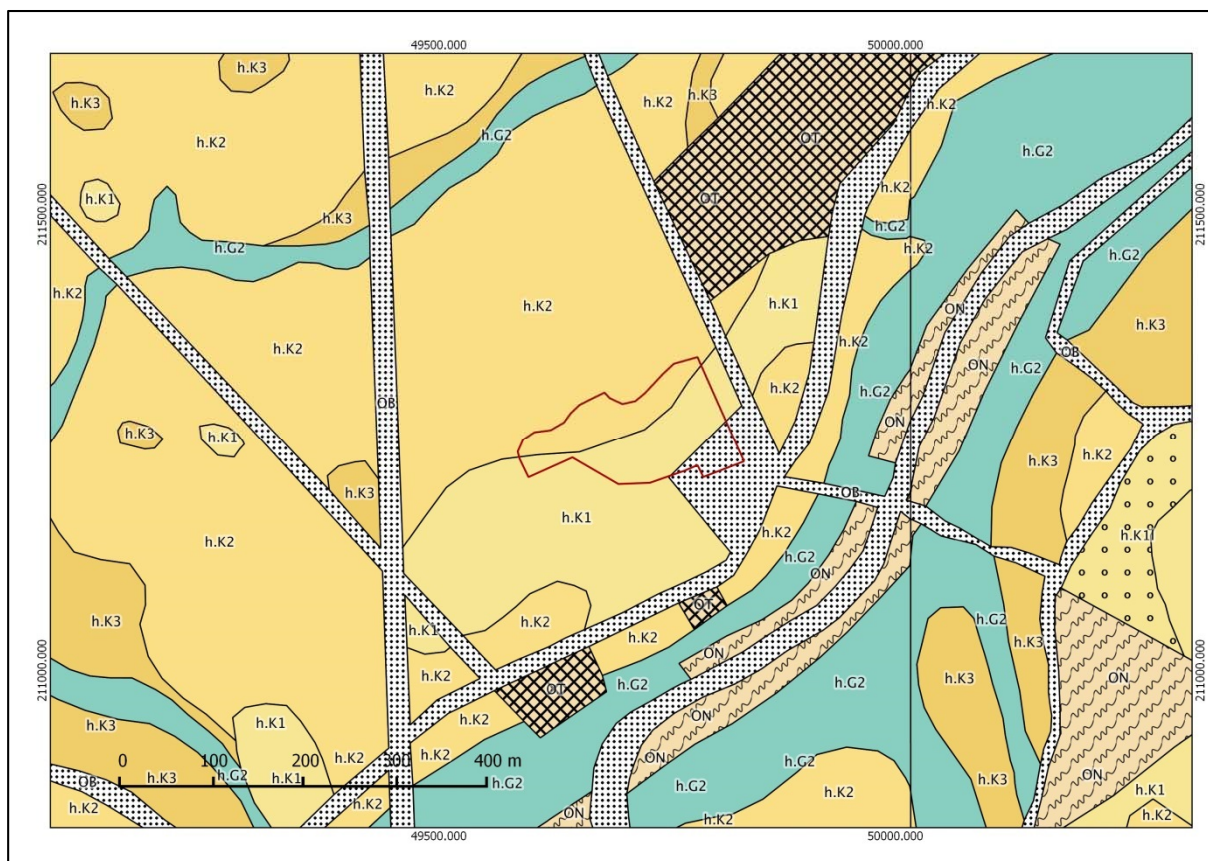 49500.000 50000.000
h.K3 h.K2 h.K2 h.K3 h.K2
h.K3
h.K2 h.G2 OT h.G2
h.K1 OT h.K2
211500.000 h.K3 h.G2 211500.000
h.G2 h.K2 h.G2
h.K2 h.K2 h.K1 ON h.K3
h.K2 h.K2 OB
h.K2 h.G2 h.G2 ON
OB
h.K3 h.K1 ON
h.K3 h.K2 h.K3
h.K2 h.K1 OB h.K1l
h.K2 h.G2 ON
h.K3 h.K1 h.K2 OT h.K2 h.G2 h.K3
211000.000 h.K2 OT h.G2 ON h.G2 h.K3 ON 211000.000
h.K3 h.K1 h.K2 ON
0 100 200 300 400 m
OB h.K3 h.G2 h.K1 h.K2 h.K2 h.G2 ON h.G2 h.G2 h.K3 ON
h.K2 h.K2 ON h.G2 h.K2 h.K1
h.K2
49500.000 50000.000